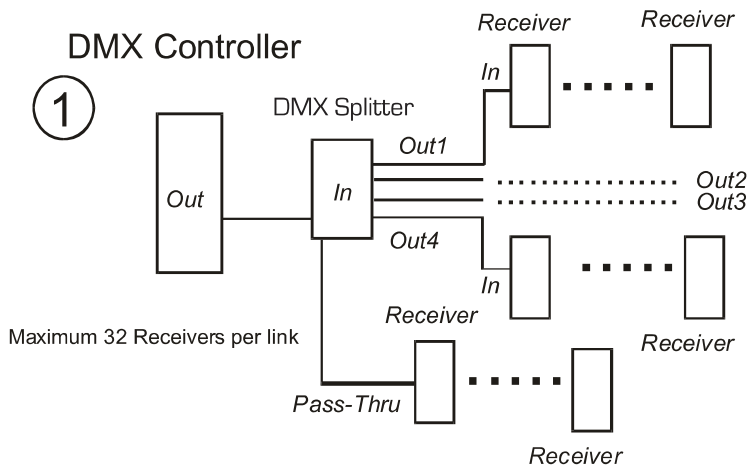 Receiver
Receiver
DMX Controller
In
1
DMX Splitter
Out1
Out
In
Out2
Out3
Out4
In
Receiver
Maximum 32 Receivers per link
Receiver
Pass-Thru
Receiver